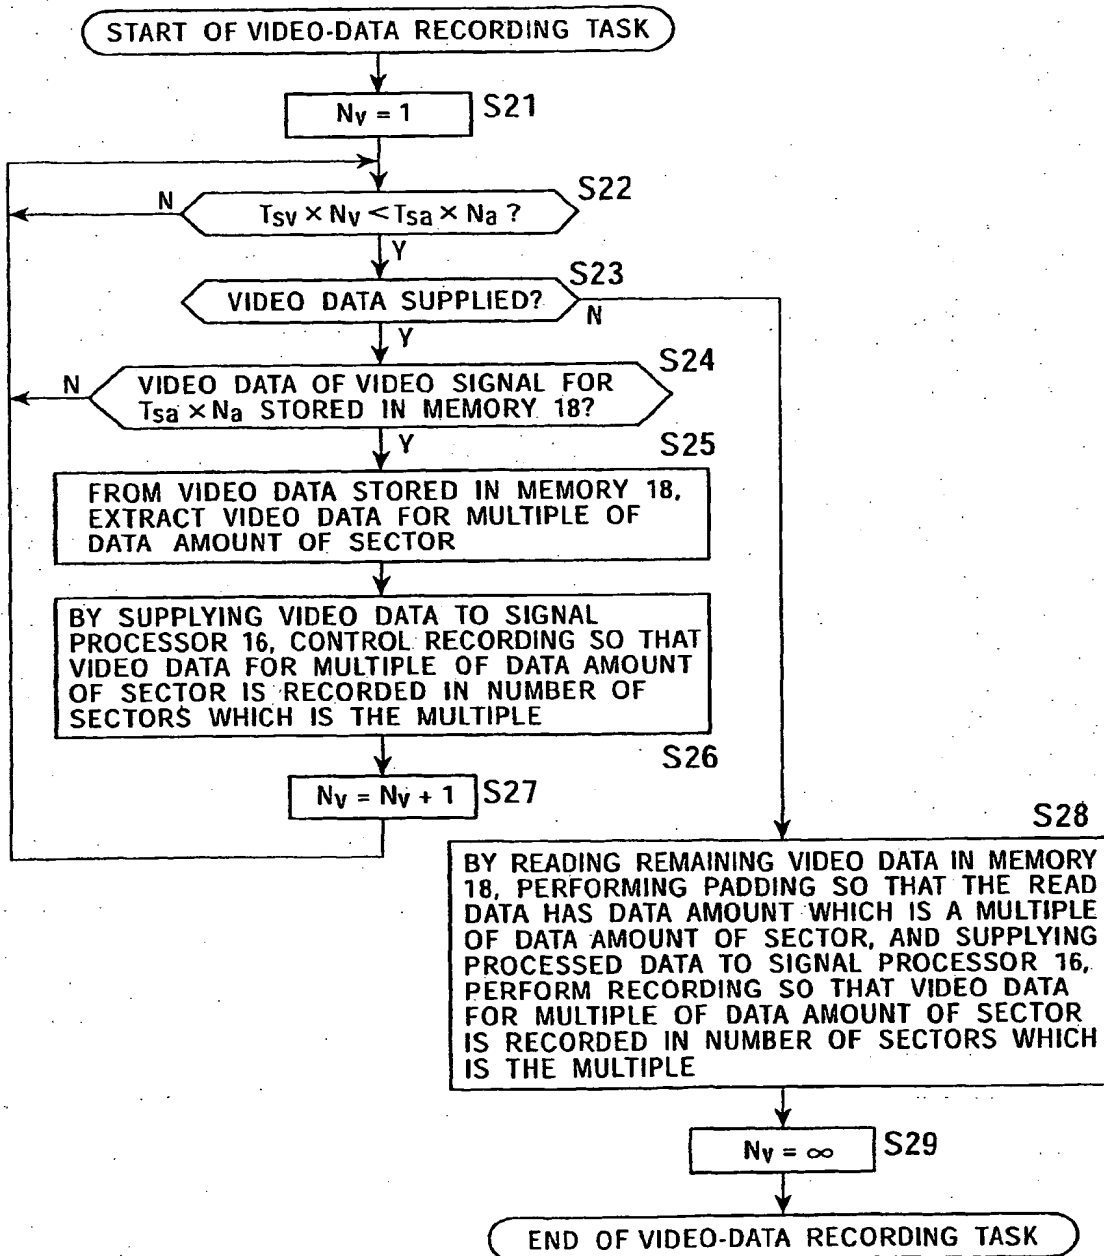 START OF VIDEO-DATA RECORDING TASK
Nv = 1
S21
S22
N
Tsv × Nv < Tsa × Na ?
Y
S23
VIDEO DATA SUPPLIED?
N
Y
S24
N
VIDEO DATA OF VIDEO SIGNAL FOR
Tsa × Na STORED IN MEMORY 18?
Y
S25
FROM VIDEO DATA STORED IN MEMORY 18,
EXTRACT VIDEO DATA FOR MULTIPLE OF
DATA AMOUNT OF SECTOR
BY SUPPLYING VIDEO DATA TO SIGNAL
PROCESSOR 16, CONTROL RECORDING SO THAT
VIDEO DATA FOR MULTIPLE OF DATA AMOUNT
OF SECTOR IS RECORDED IN NUMBER OF
SECTORS WHICH IS THE MULTIPLE
S26
Nv = Nv + 1
S27
S28
BY READING REMAINING VIDEO DATA IN MEMORY
18, PERFORMING PADDING SO THAT THE READ
DATA HAS DATA AMOUNT WHICH IS A MULTIPLE
OF DATA AMOUNT OF SECTOR, AND SUPPLYING
PROCESSED DATA TO SIGNAL PROCESSOR 16,
PERFORM RECORDING SO THAT VIDEO DATA
FOR MULTIPLE OF DATA AMOUNT OF SECTOR
IS RECORDED IN NUMBER OF SECTORS WHICH
IS THE MULTIPLE
Nv = ∞
S29
END OF VIDEO-DATA RECORDING TASK